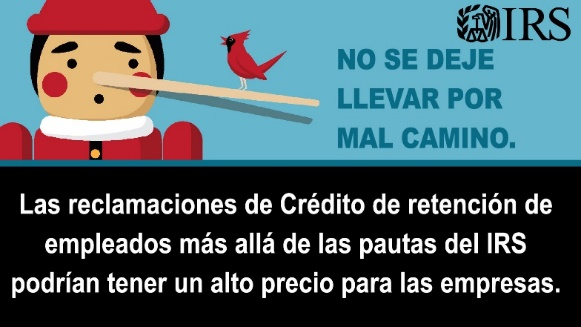 IRS
NO SE DEJE
LLEVAR POR
MAL CAMINO.
Las reclamaciones de Crédito de retención de
empleados más allá de las pautas del IRS
podrían tener un alto precio para las empresas.